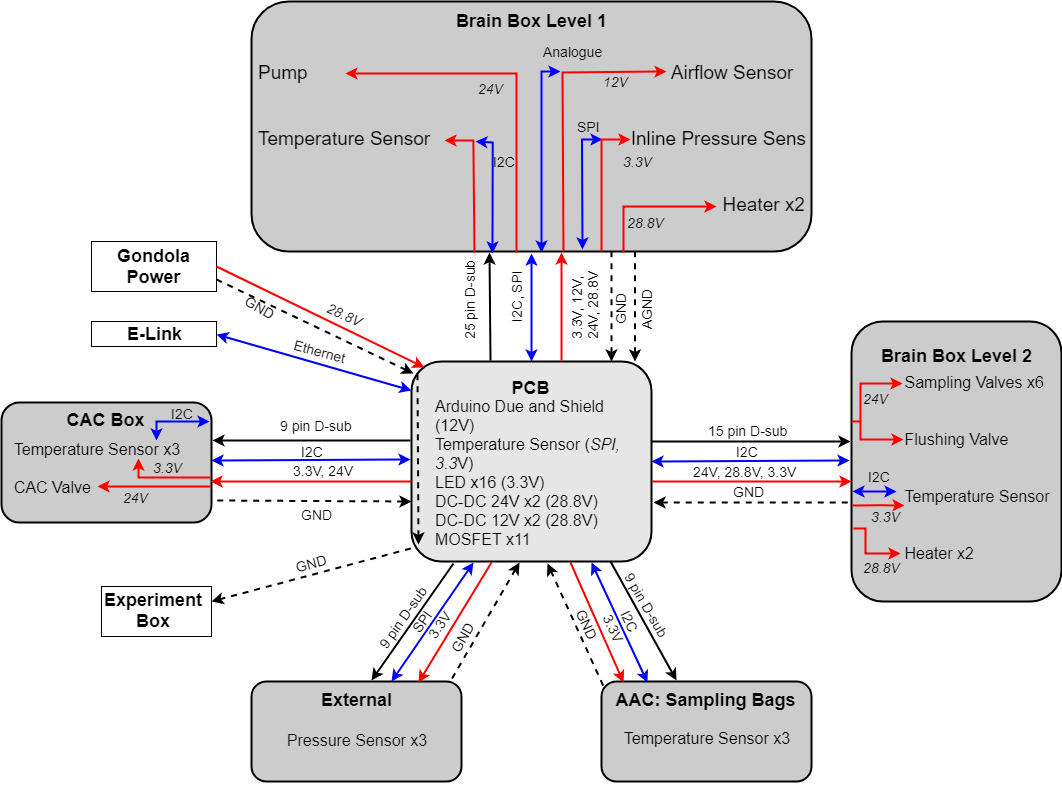 Brain Box Level 1
Analogue
Pump
24V
12V
Airflow Sensor
Temperature Sensor
I2C
SPI
Inline Pressure Sens
3.3V
Heater x2
28.8V
Gondola
Power
28.8V
GND
E-Link
Ethernet
25 pin D-sub
I2C, SPI
3.3V, 12V,
24V, 28.8V
GND
AGND
PCB
Arduino Due and Shield
(12V)
Temperature Sensor (SPI,
3.3V)
LED x16 (3.3V)
DC-DC 24V x2 (28.8V)
DC-DC 12V x2 (28.8V)
MOSFET x11
CAC Box
I2C
Temperature Sensor x3
3.3V
CAC Valve
24V
9 pin D-sub
I2C
3.3V, 24V
GND
15 pin D-sub
I2C
24V, 28.8V, 3.3V
GND
Brain Box Level 2
Sampling Valves x6
24V
Flushing Valve
I2C
Temperature Sensor
3.3V
Heater x2
28.8V
GND
Experiment
Box
9 pin D-sub
SPI
3.3V
GND
GND
3.3V
I2C
9 pin D-sub
External
Pressure Sensor x3
AAC: Sampling Bags
Temperature Sensor x3